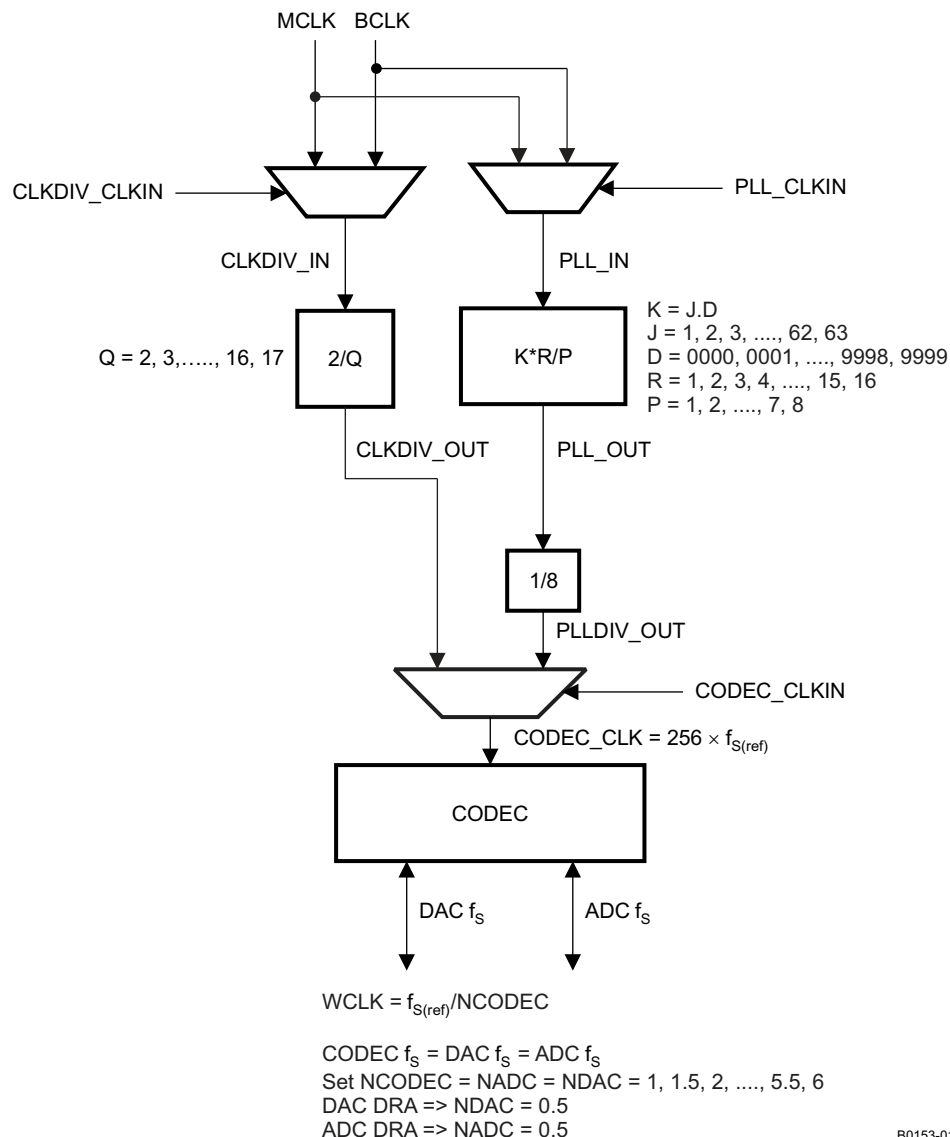 MCLK BCLK
CLKDIV_CLKIN
PLL_CLKIN
CLKDIV_IN
PLL_IN
Q = 2, 3,….., 16, 17
2/Q
K*R/P
K = J.D
J = 1, 2, 3, ...., 62, 63
D = 0000, 0001, ...., 9998, 9999
R = 1, 2, 3, 4, ...., 15, 16
P = 1, 2, ...., 7, 8
CLKDIV_OUT
PLL_OUT
1/8
PLLDIV_OUT
CODEC_CLKIN
CODEC_CLK = 256 × fS(ref)
CODEC
DAC fS
ADC fS
WCLK = fS(ref)/NCODEC
CODEC fS = DAC fS = ADC fS
Set NCODEC = NADC = NDAC = 1, 1.5, 2, ...., 5.5, 6
DAC DRA => NDAC = 0.5
ADC DRA => NADC = 0.5